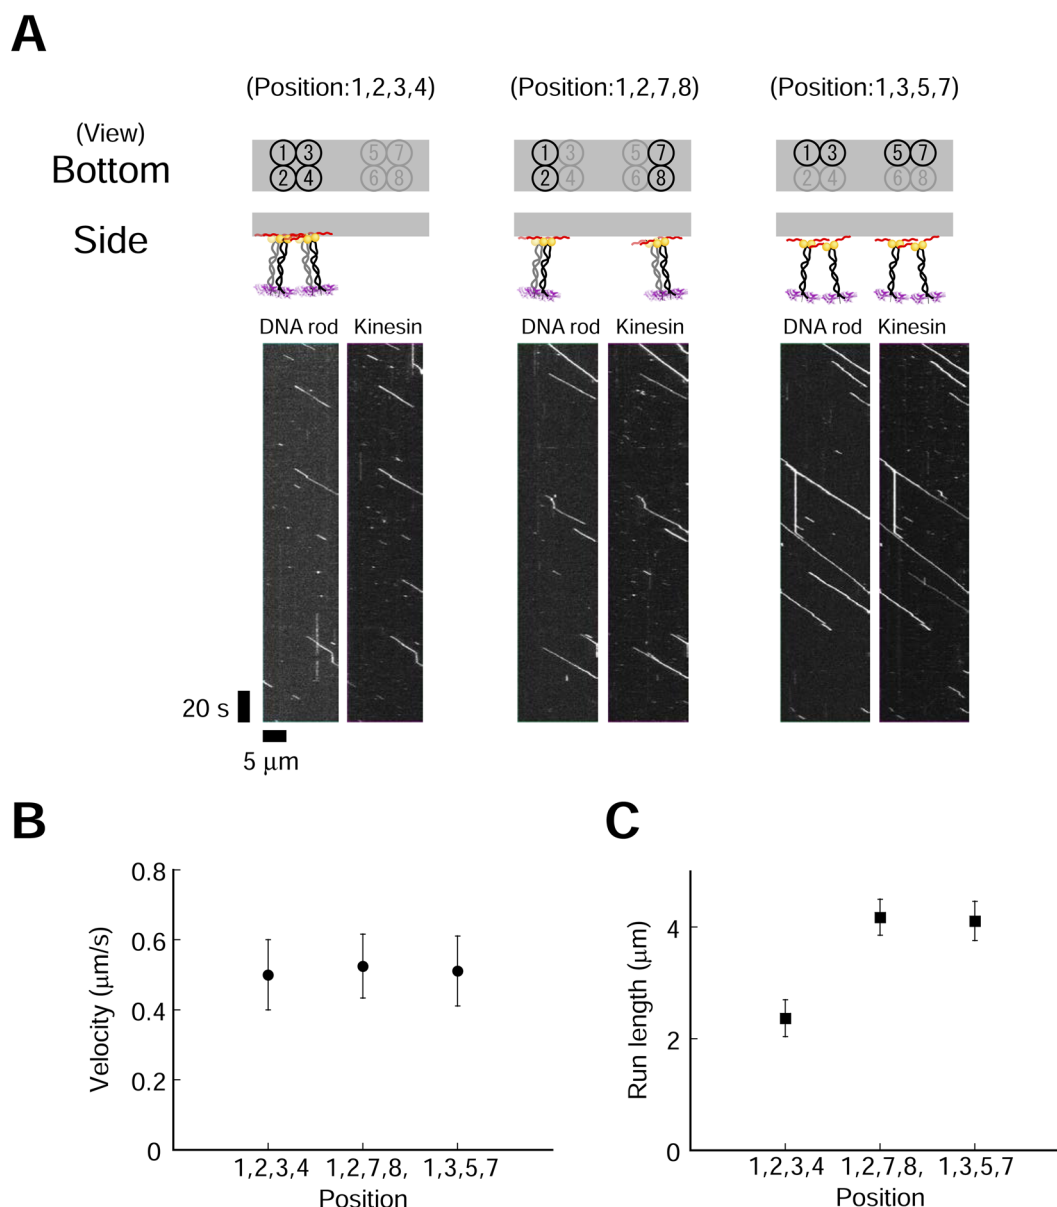 A
(Position:1,2,3,4) (Position:1,2,7,8) (Position:1,3,5,7)
(View)
Bottom
1 3 5 7 1 3 5 7 1 3 5 7
2 4 6 8 2 4 6 8 2 4 6 8
Side
DNA rod Kinesin DNA rod Kinesin DNA rod Kinesin
20 s
5 μm
B
Velocity (μm/s)
0.8
0.6
0.4
0.2
0
1,2,3,4 1,2,7,8, 1,3,5,7
Position
C
Run length (μm)
4
2
0
1,2,3,4 1,2,7,8, 1,3,5,7
Position